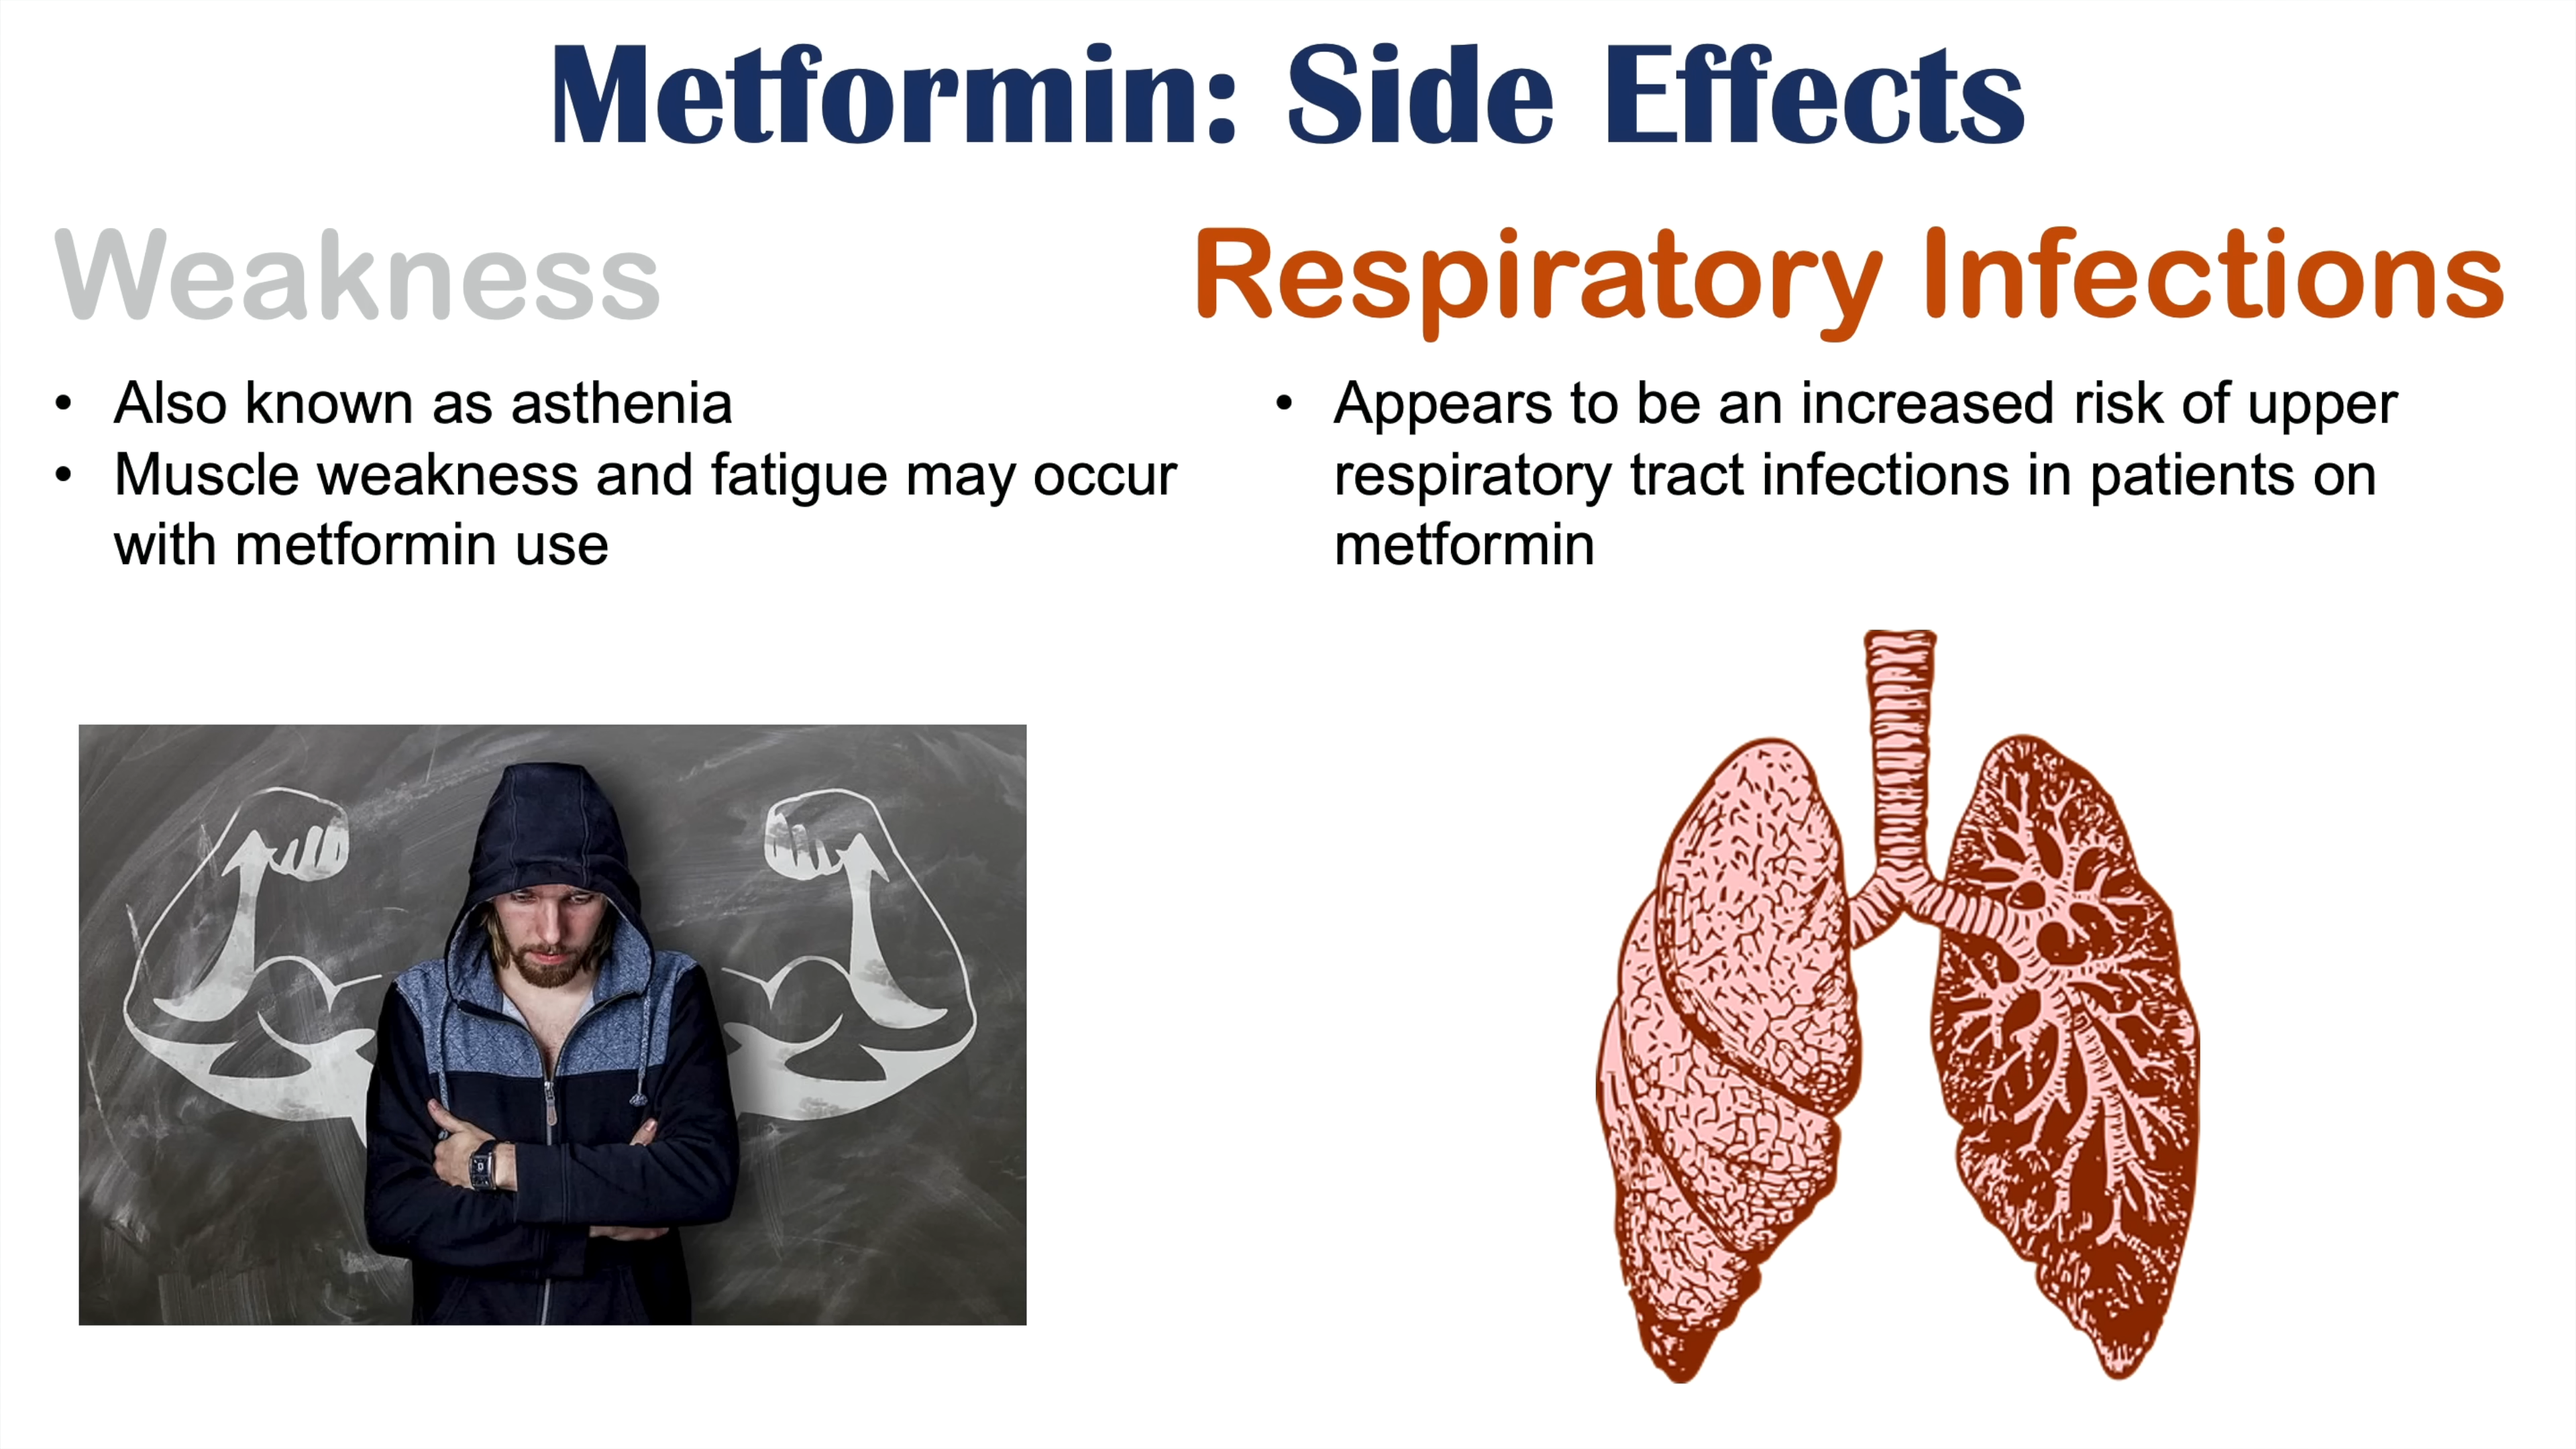 Metformin: Side Effects
Weakness
• Also known as asthenia
• Muscle weakness and fatigue may occur
with metformin use
Respiratory Infections
• Appears to be an increased risk of upper
respiratory tract infections in patients on
metformin